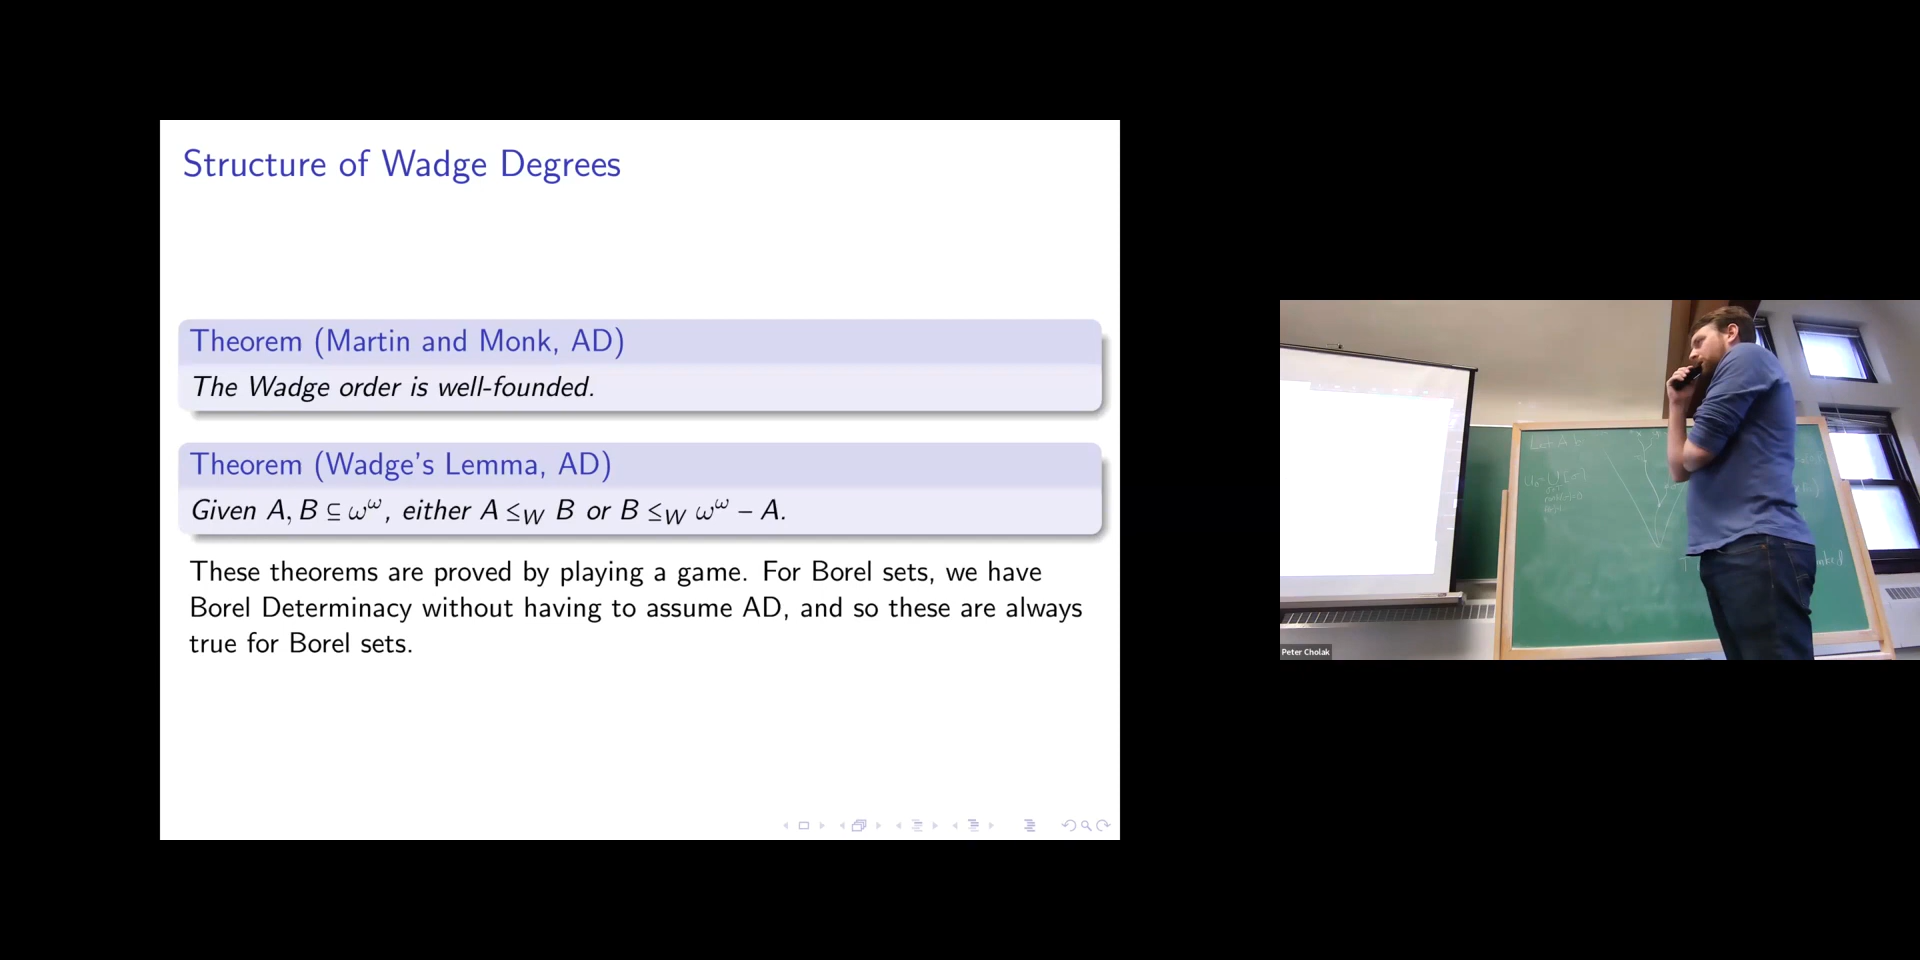 Structure of Wadge Degrees
Theorem (Martin and Monk, AD)
The Wadge order is well-founded.
Theorem (Wadge's Lemma, AD)
Given A, B ⊆ ω^ω, either A ≤_W B or B ≤_W ω^ω − A.
These theorems are proved by playing a game. For Borel sets, we have
Borel Determinacy without having to assume AD, and so these are always
true for Borel sets.
Peter Cholak